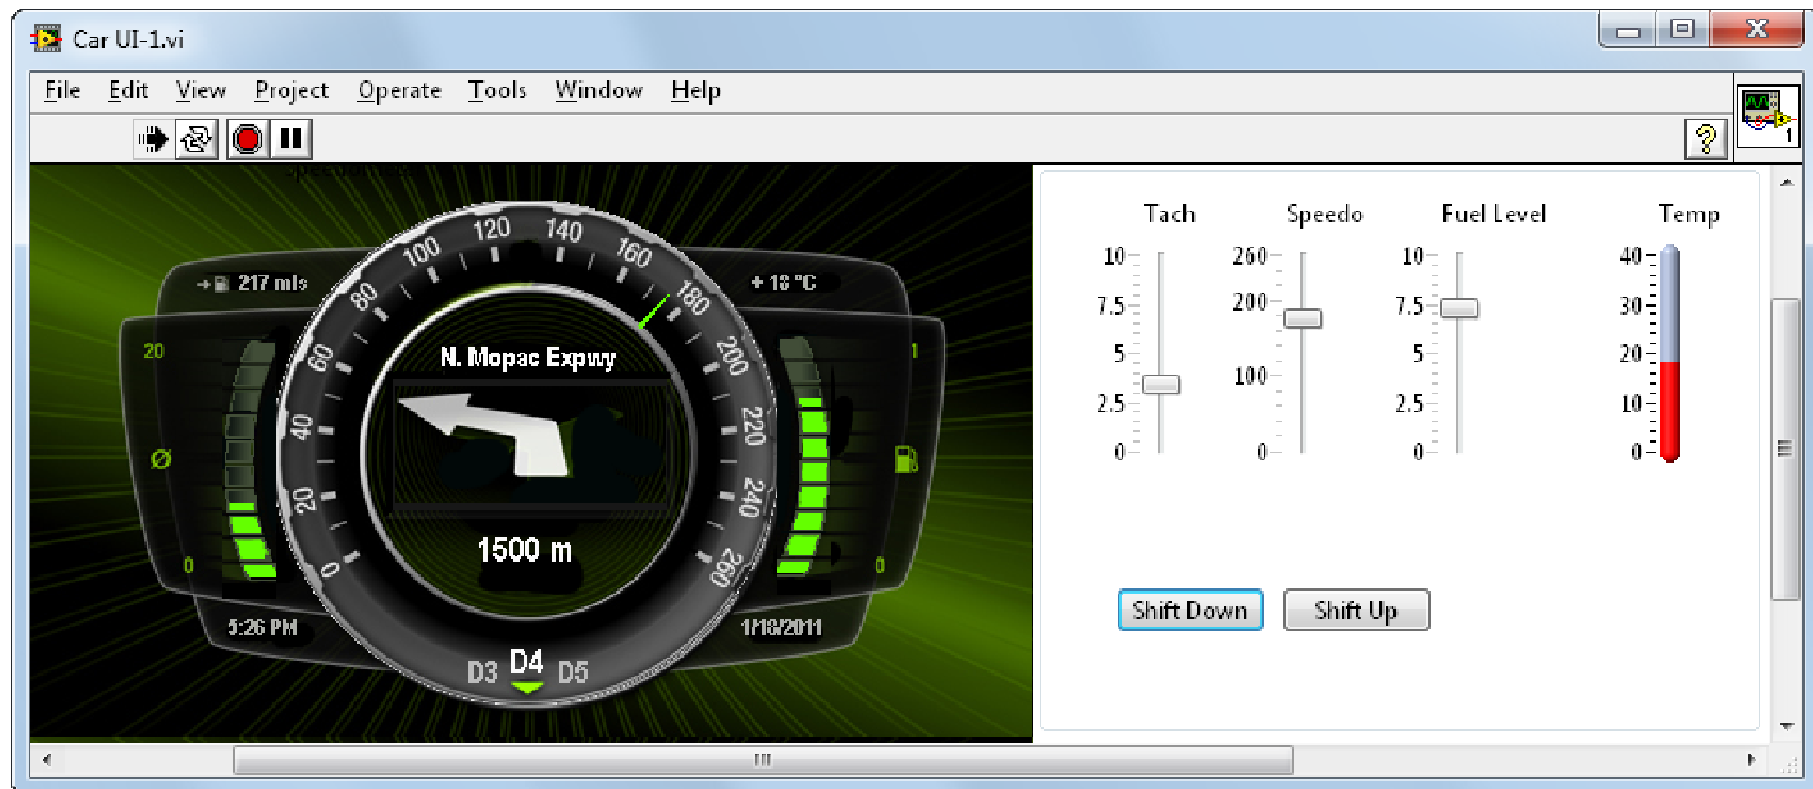 Car UI-1.vi
File Edit View Project Operate Tools Window Help
1
217 mls
+ 18 °C
0 20 40 60 80 100 120 140 160 180 200 220 240 260
20
0
1
0
N. Mopac Expwy
1500 m
5:26 PM
1/18/2011
D3 D4 D5
Tach
10
7.5
5
2.5
0
Speedo
260
200
100
0
Fuel Level
10
7.5
5
2.5
0
Temp
40
30
20
10
0
Shift Down
Shift Up